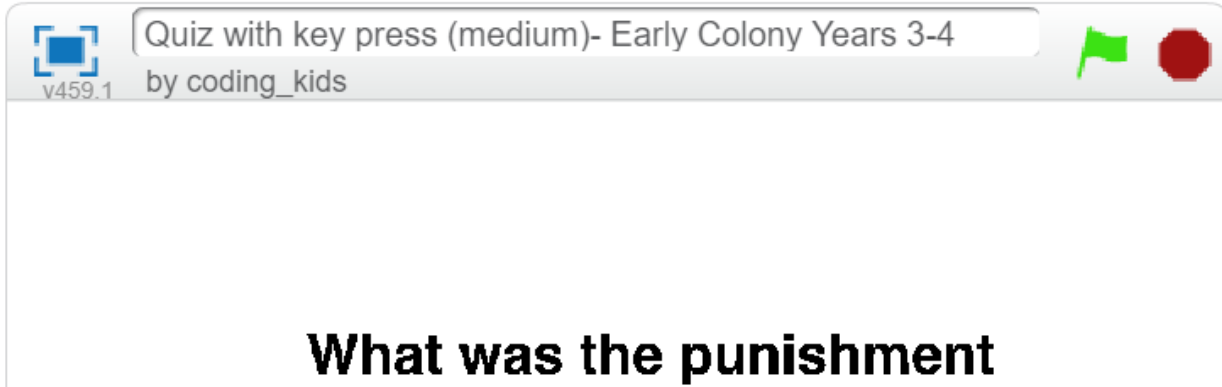 Quiz with key press (medium)- Early Colony Years 3-4
v459.1
by coding_kids
What was the punishment